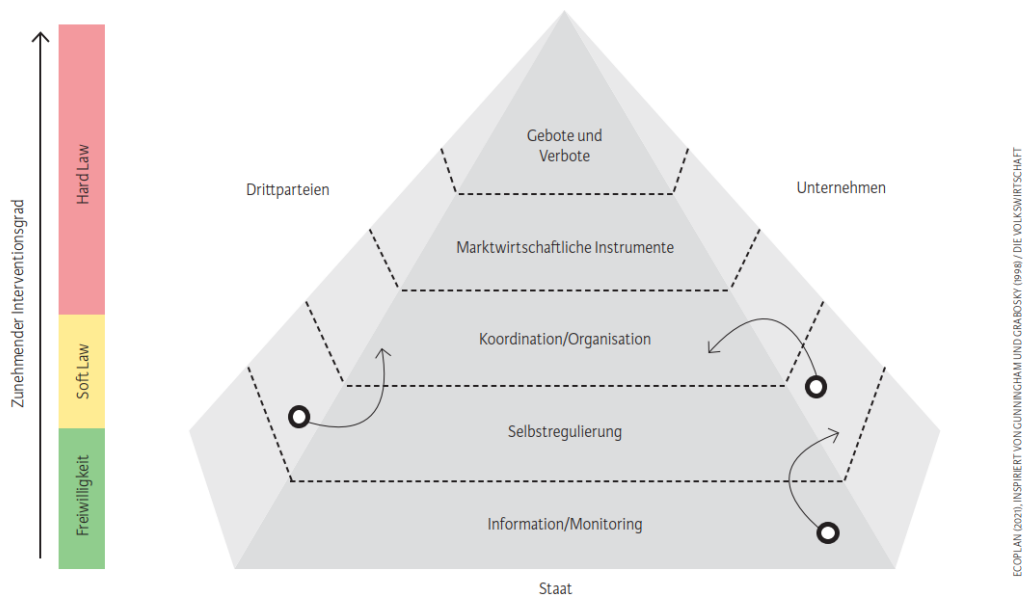 Zunehmender Interventionsgrad
Hard Law
Soft Law
Freiwilligkeit
Gebote und
Verbote
Drittparteien
Unternehmen
Marktwirtschaftliche Instrumente
Koordination/Organisation
Selbstregulierung
Information/Monitoring
Staat
ECOPLAN (2021), INSPIRIERT VON GUNNINGHAM UND GRABOSKY (1998) / DIE VOLKSWIRTSCHAFT